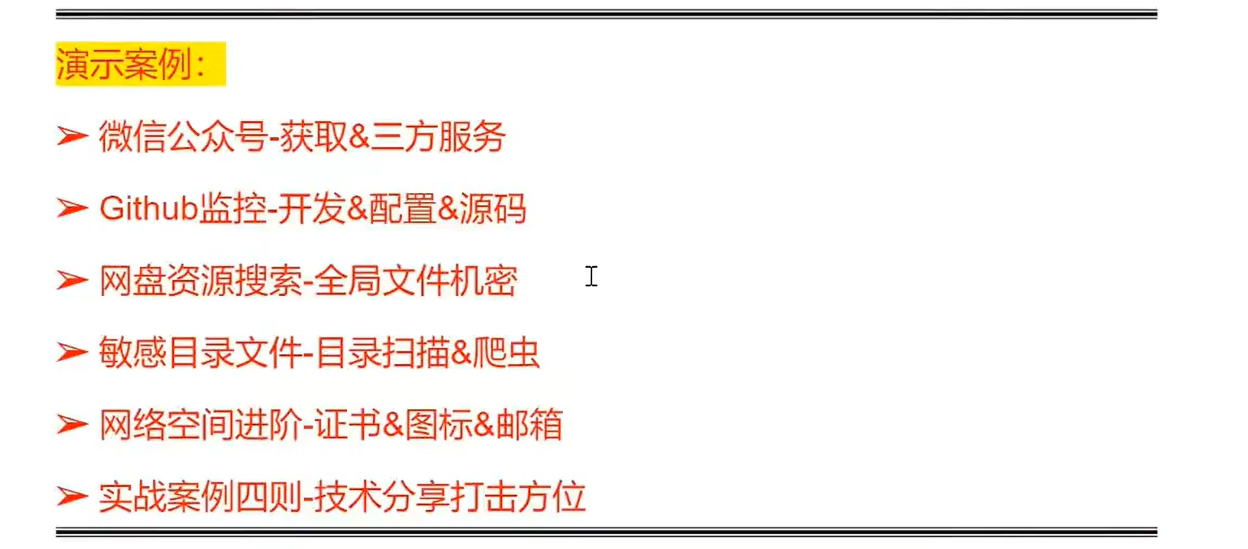 演示案例：
➢ 微信公众号-获取&三方服务
➢ Github监控-开发&配置&源码
➢ 网盘资源搜索-全局文件机密
➢ 敏感目录文件-目录扫描&爬虫
➢ 网络空间进阶-证书&图标&邮箱
➢ 实战案例四则-技术分享打击方位